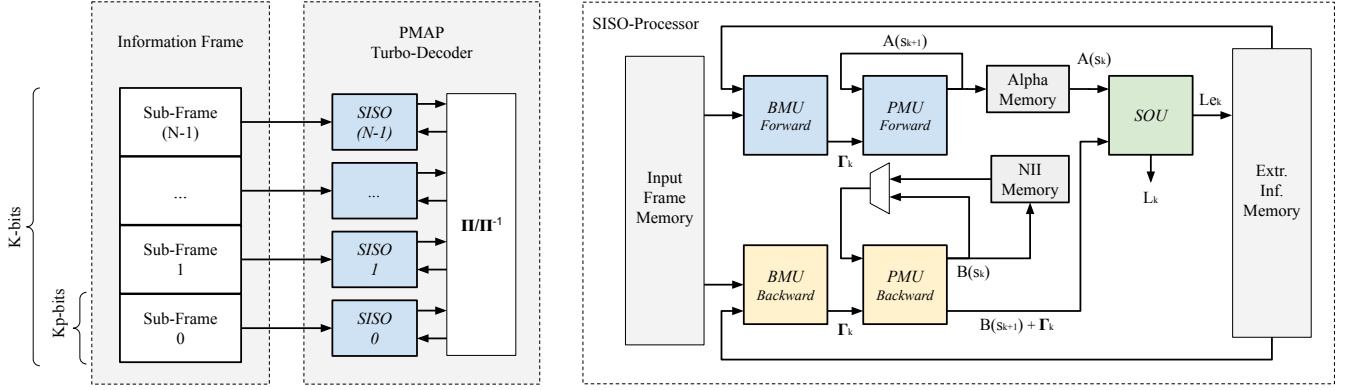 Information Frame
PMAP
Turbo-Decoder
K-bits
Kp-bits
Sub-Frame
(N-1)
...
Sub-Frame
1
Sub-Frame
0
SISO
(N-1)
...
SISO
1
SISO
0
Π/Π⁻¹
SISO-Processor
Input
Frame
Memory
BMU
Forward
Γk
PMU
Forward
A(sk+1)
Alpha
Memory
A(sk)
SOU
Lek
Lk
NII
Memory
BMU
Backward
Γk
PMU
Backward
B(sk)
B(sk+1) + Γk
Extr.
Inf.
Memory